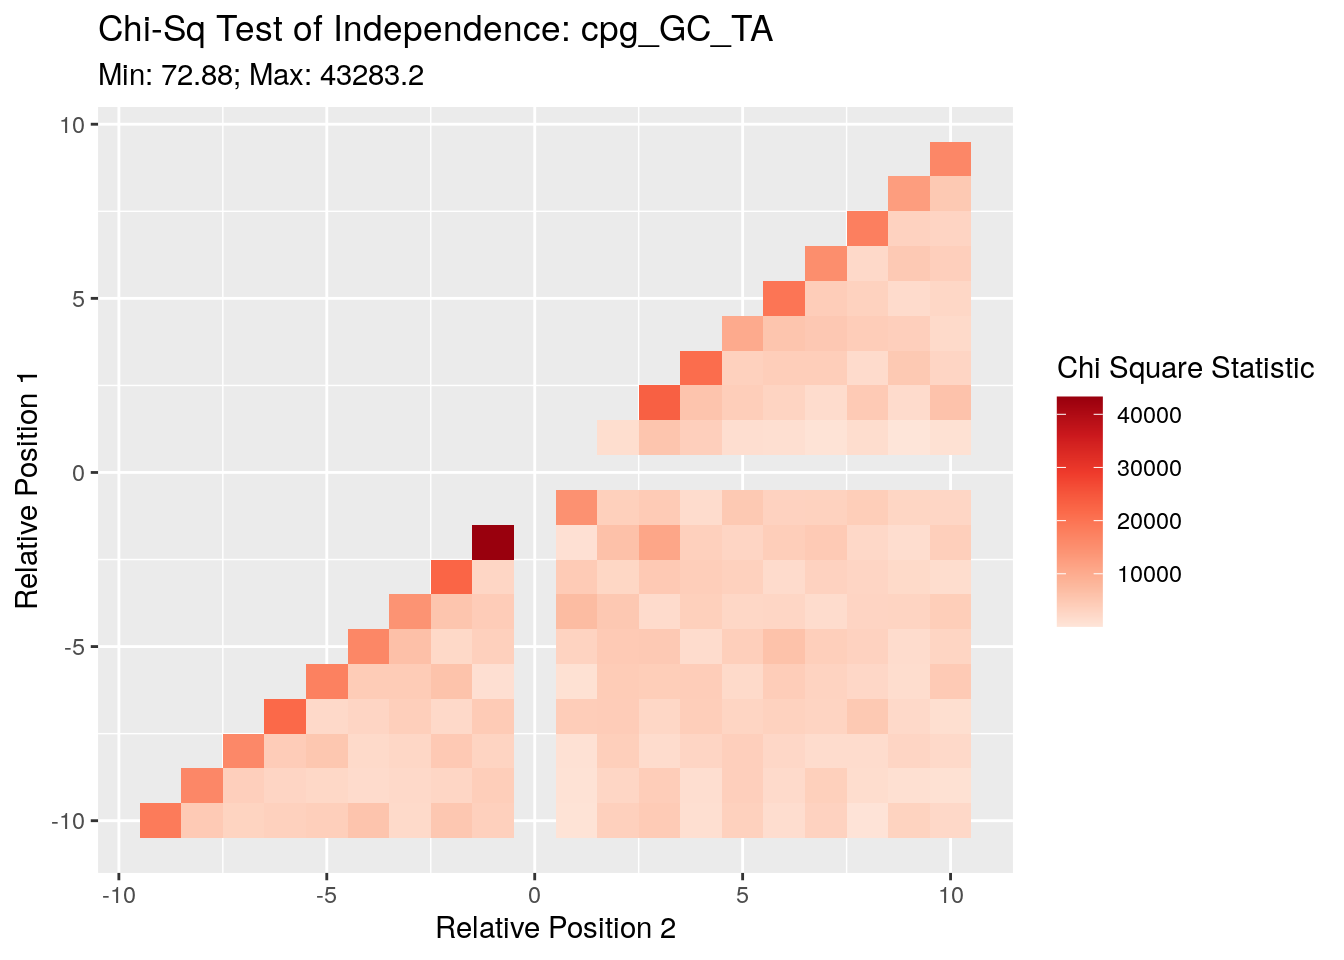 Chi-Sq Test of Independence: cpg_GC_TA
Min: 72.88; Max: 43283.2
10
5
0
-5
-10
Relative Position 1
-10
-5
0
5
10
Relative Position 2
Chi Square Statistic
40000
30000
20000
10000